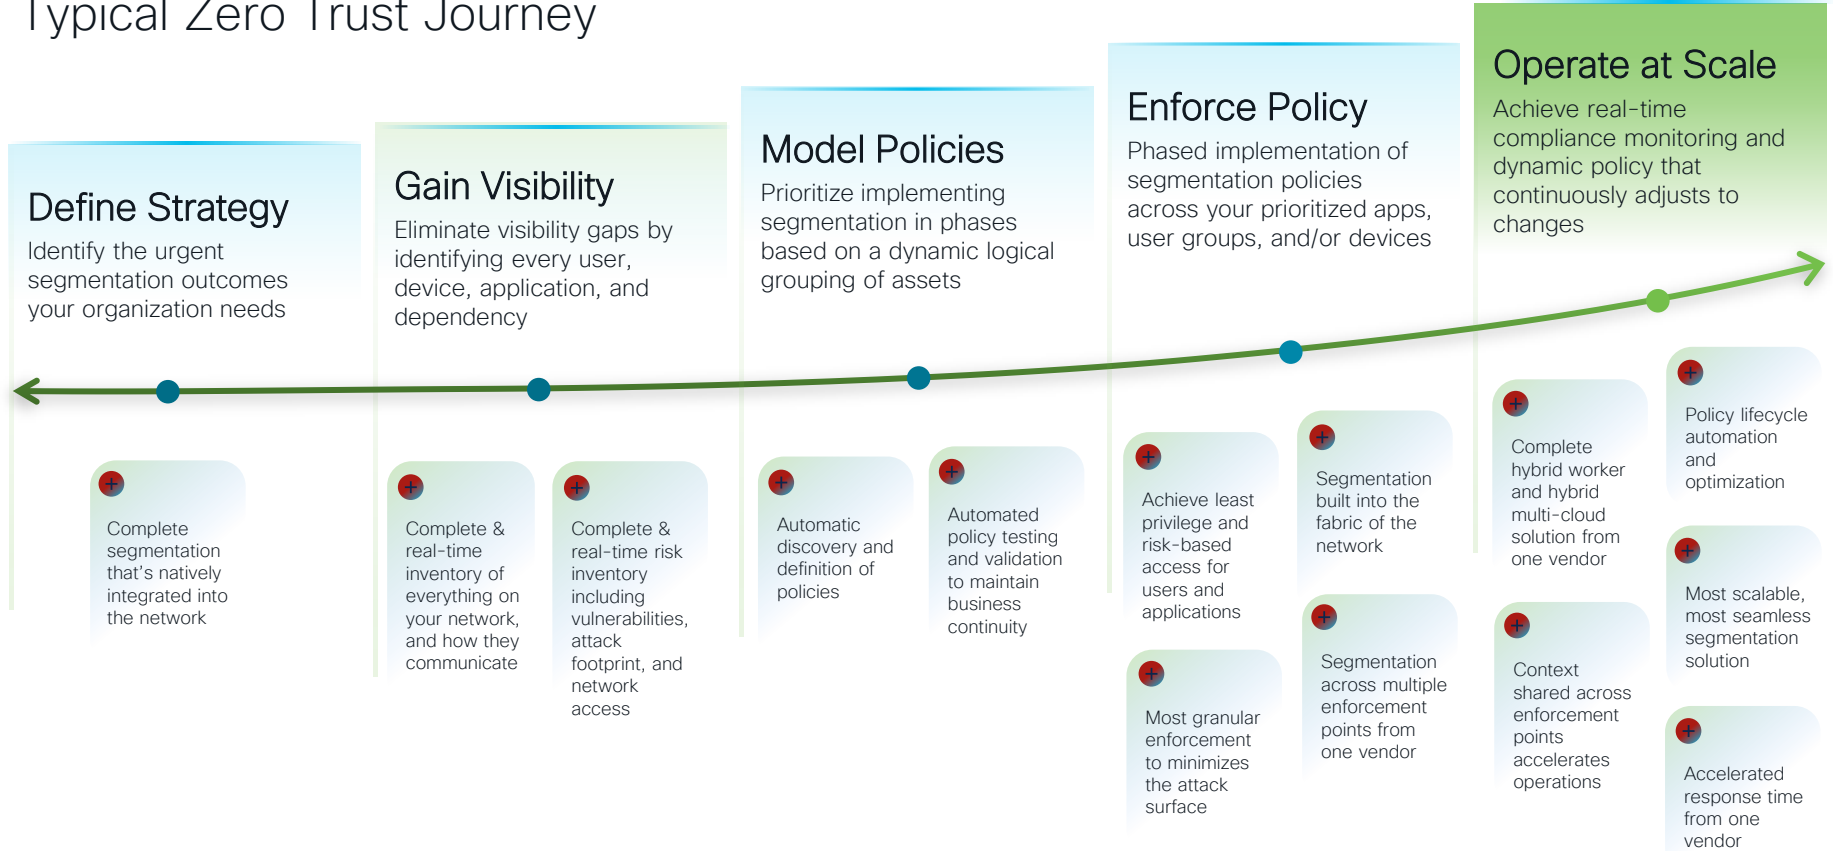 Typical Zero Trust Journey
Define Strategy
Identify the urgent
segmentation outcomes
your organization needs
Gain Visibility
Eliminate visibility gaps by
identifying every user,
device, application, and
dependency
Model Policies
Prioritize implementing
segmentation in phases
based on a dynamic logical
grouping of assets
Enforce Policy
Phased implementation of
segmentation policies
across your prioritized apps,
user groups, and/or devices
Operate at Scale
Achieve real-time
compliance monitoring and
dynamic policy that
continuously adjusts to
changes
+
Complete
segmentation
that's natively
integrated into
the network
+
Complete &
real-time
inventory of
everything on
your network,
and how they
communicate
+
Complete &
real-time risk
inventory
including
vulnerabilities,
attack
footprint, and
network
access
+
Automatic
discovery and
definition of
policies
+
Automated
policy testing
and validation
to maintain
business
continuity
+
Achieve least
privilege and
risk-based
access for
users and
applications
+
Segmentation
built into the
fabric of the
network
+
Most granular
enforcement
to minimizes
the attack
surface
+
Segmentation
across multiple
enforcement
points from
one vendor
+
Complete
hybrid worker
and hybrid
multi-cloud
solution from
one vendor
+
Policy lifecycle
automation
and
optimization
+
Context
shared across
enforcement
points
accelerates
operations
+
Most scalable,
most seamless
segmentation
solution
+
Accelerated
response time
from one
vendor